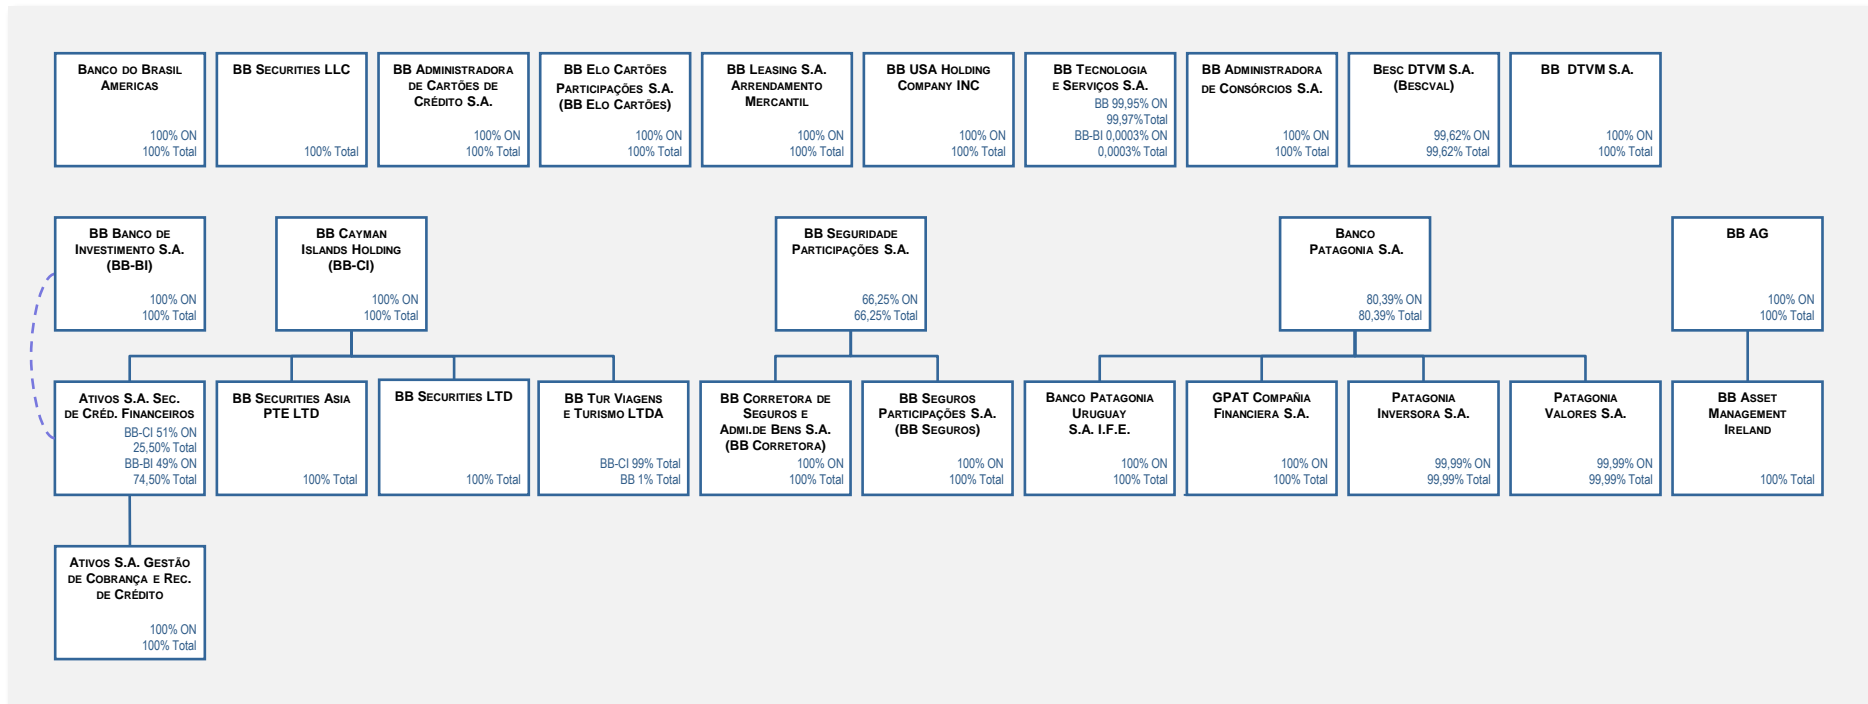 BANCO DO BRASIL
AMERICAS
100% ON
100% Total
BB SECURITIES LLC
100% Total
BB ADMINISTRADORA
DE CARTÕES DE
CRÉDITO S.A.
100% ON
100% Total
BB ELO CARTÕES
PARTICIPAÇÕES S.A.
(BB ELO CARTÕES)
100% ON
100% Total
BB LEASING S.A.
ARRENDAMENTO
MERCANTIL
100% ON
100% Total
BB USA HOLDING
COMPANY INC
100% ON
100% Total
BB TECNOLOGIA
E SERVIÇOS S.A.
BB 99,95% ON
99,97%Total
BB-BI 0,0003% ON
0,0003% Total
BB ADMINISTRADORA
DE CONSÓRCIOS S.A.
100% ON
100% Total
BESC DTVM S.A.
(BESCVAL)
99,62% ON
99,62% Total
BB DTVM S.A.
100% ON
100% Total
BB BANCO DE
INVESTIMENTO S.A.
(BB-BI)
100% ON
100% Total
BB CAYMAN
ISLANDS HOLDING
(BB-CI)
100% ON
100% Total
BB SEGURIDADE
PARTICIPAÇÕES S.A.
66,25% ON
66,25% Total
BANCO
PATAGONIA S.A.
80,39% ON
80,39% Total
BB AG
100% ON
100% Total
ATIVOS S.A. SEC.
DE CRÉD. FINANCEIROS
BB-CI 51% ON
25,50% Total
BB-BI 49% ON
74,50% Total
BB SECURITIES ASIA
PTE LTD
100% Total
BB SECURITIES LTD
100% Total
BB TUR VIAGENS
E TURISMO LTDA
BB-CI 99% Total
BB 1% Total
BB CORRETORA DE
SEGUROS E
ADMI.DE BENS S.A.
(BB CORRETORA)
100% ON
100% Total
BB SEGUROS
PARTICIPAÇÕES S.A.
(BB SEGUROS)
100% ON
100% Total
BANCO PATAGONIA
URUGUAY
S.A. I.F.E.
100% ON
100% Total
GPAT COMPAÑIA
FINANCIERA S.A.
100% ON
100% Total
PATAGONIA
INVERSORA S.A.
99,99% ON
99,99% Total
PATAGONIA
VALORES S.A.
99,99% ON
99,99% Total
BB ASSET
MANAGEMENT
IRELAND
100% Total
ATIVOS S.A. GESTÃO
DE COBRANÇA E REC.
DE CRÉDITO
100% ON
100% Total